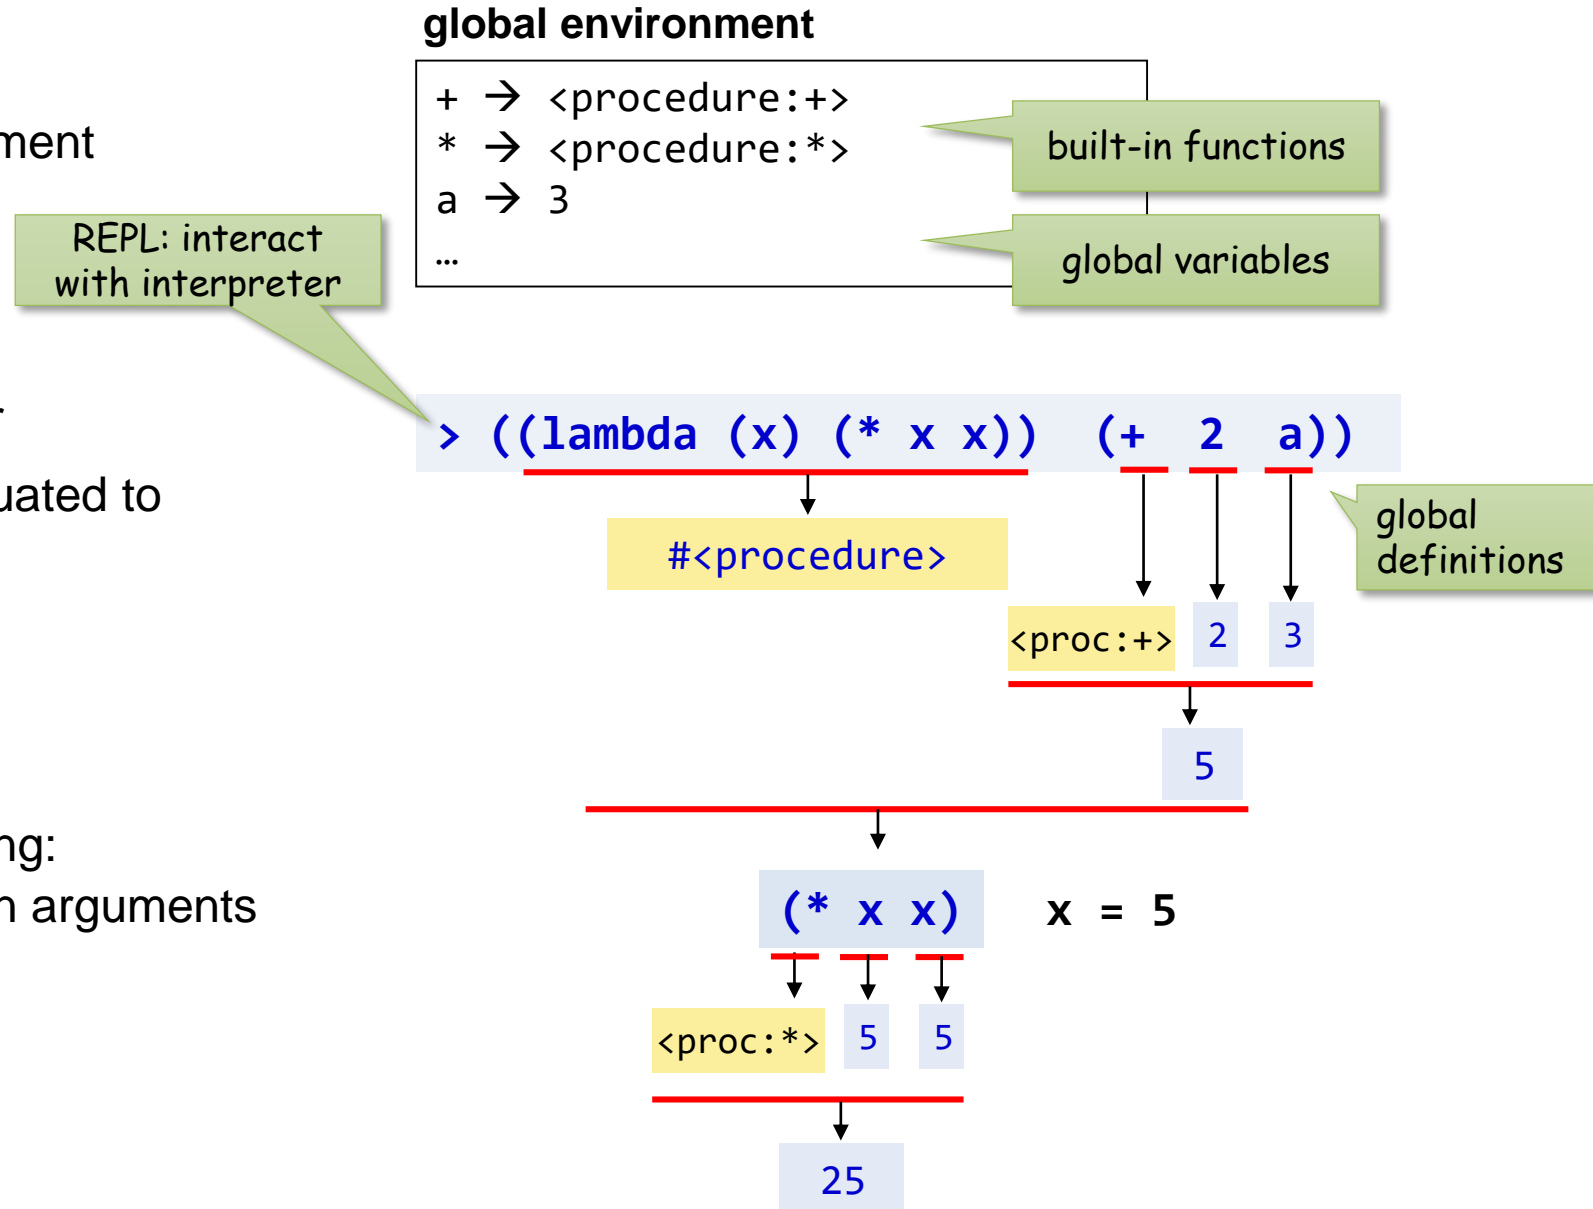 global environment
+ → <procedure:+>
* → <procedure:*>
a → 3
…
built-in functions
global variables
ment
REPL: interact
with interpreter
r
uated to
ng:
n arguments
> ((lambda (x) (* x x)) (+ 2 a))
global
definitions
#<procedure>
<proc:+> 2 3
5
(* x x) x = 5
<proc:*> 5 5
25